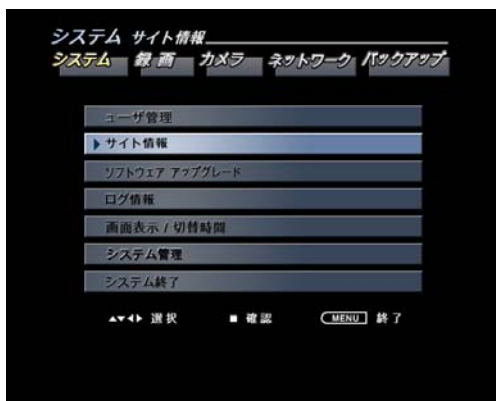 システム サイト情報
システム 録画 カメラ ネットワーク バックアップ
ユーザ管理
サイト情報
ソフトウェア アップグレード
ログ情報
画面表示 / 切替時間
システム管理
システム終了
▲▼◀▶ 選択 ■ 確認 MENU 終了